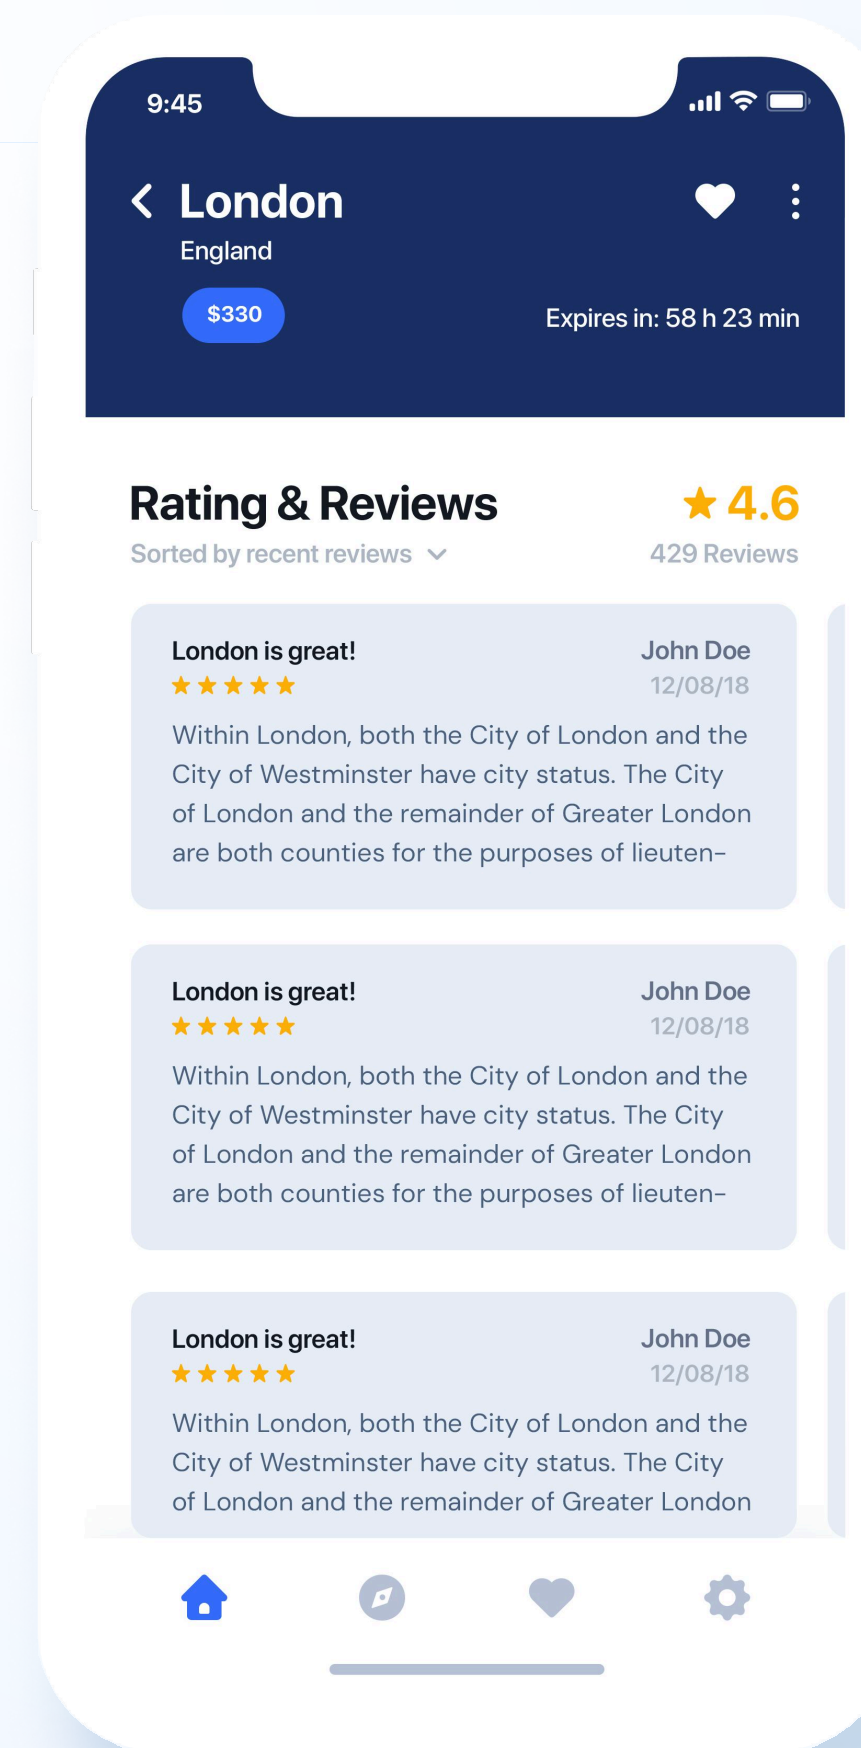 9:45
London
England
$330
Expires in: 58 h 23 min
Rating & Reviews
4.6
Sorted by recent reviews
429 Reviews
London is great!
John Doe
12/08/18
Within London, both the City of London and the
City of Westminster have city status. The City
of London and the remainder of Greater London
are both counties for the purposes of lieuten-
London is great!
John Doe
12/08/18
Within London, both the City of London and the
City of Westminster have city status. The City
of London and the remainder of Greater London
are both counties for the purposes of lieuten-
London is great!
John Doe
12/08/18
Within London, both the City of London and the
City of Westminster have city status. The City
of London and the remainder of Greater London